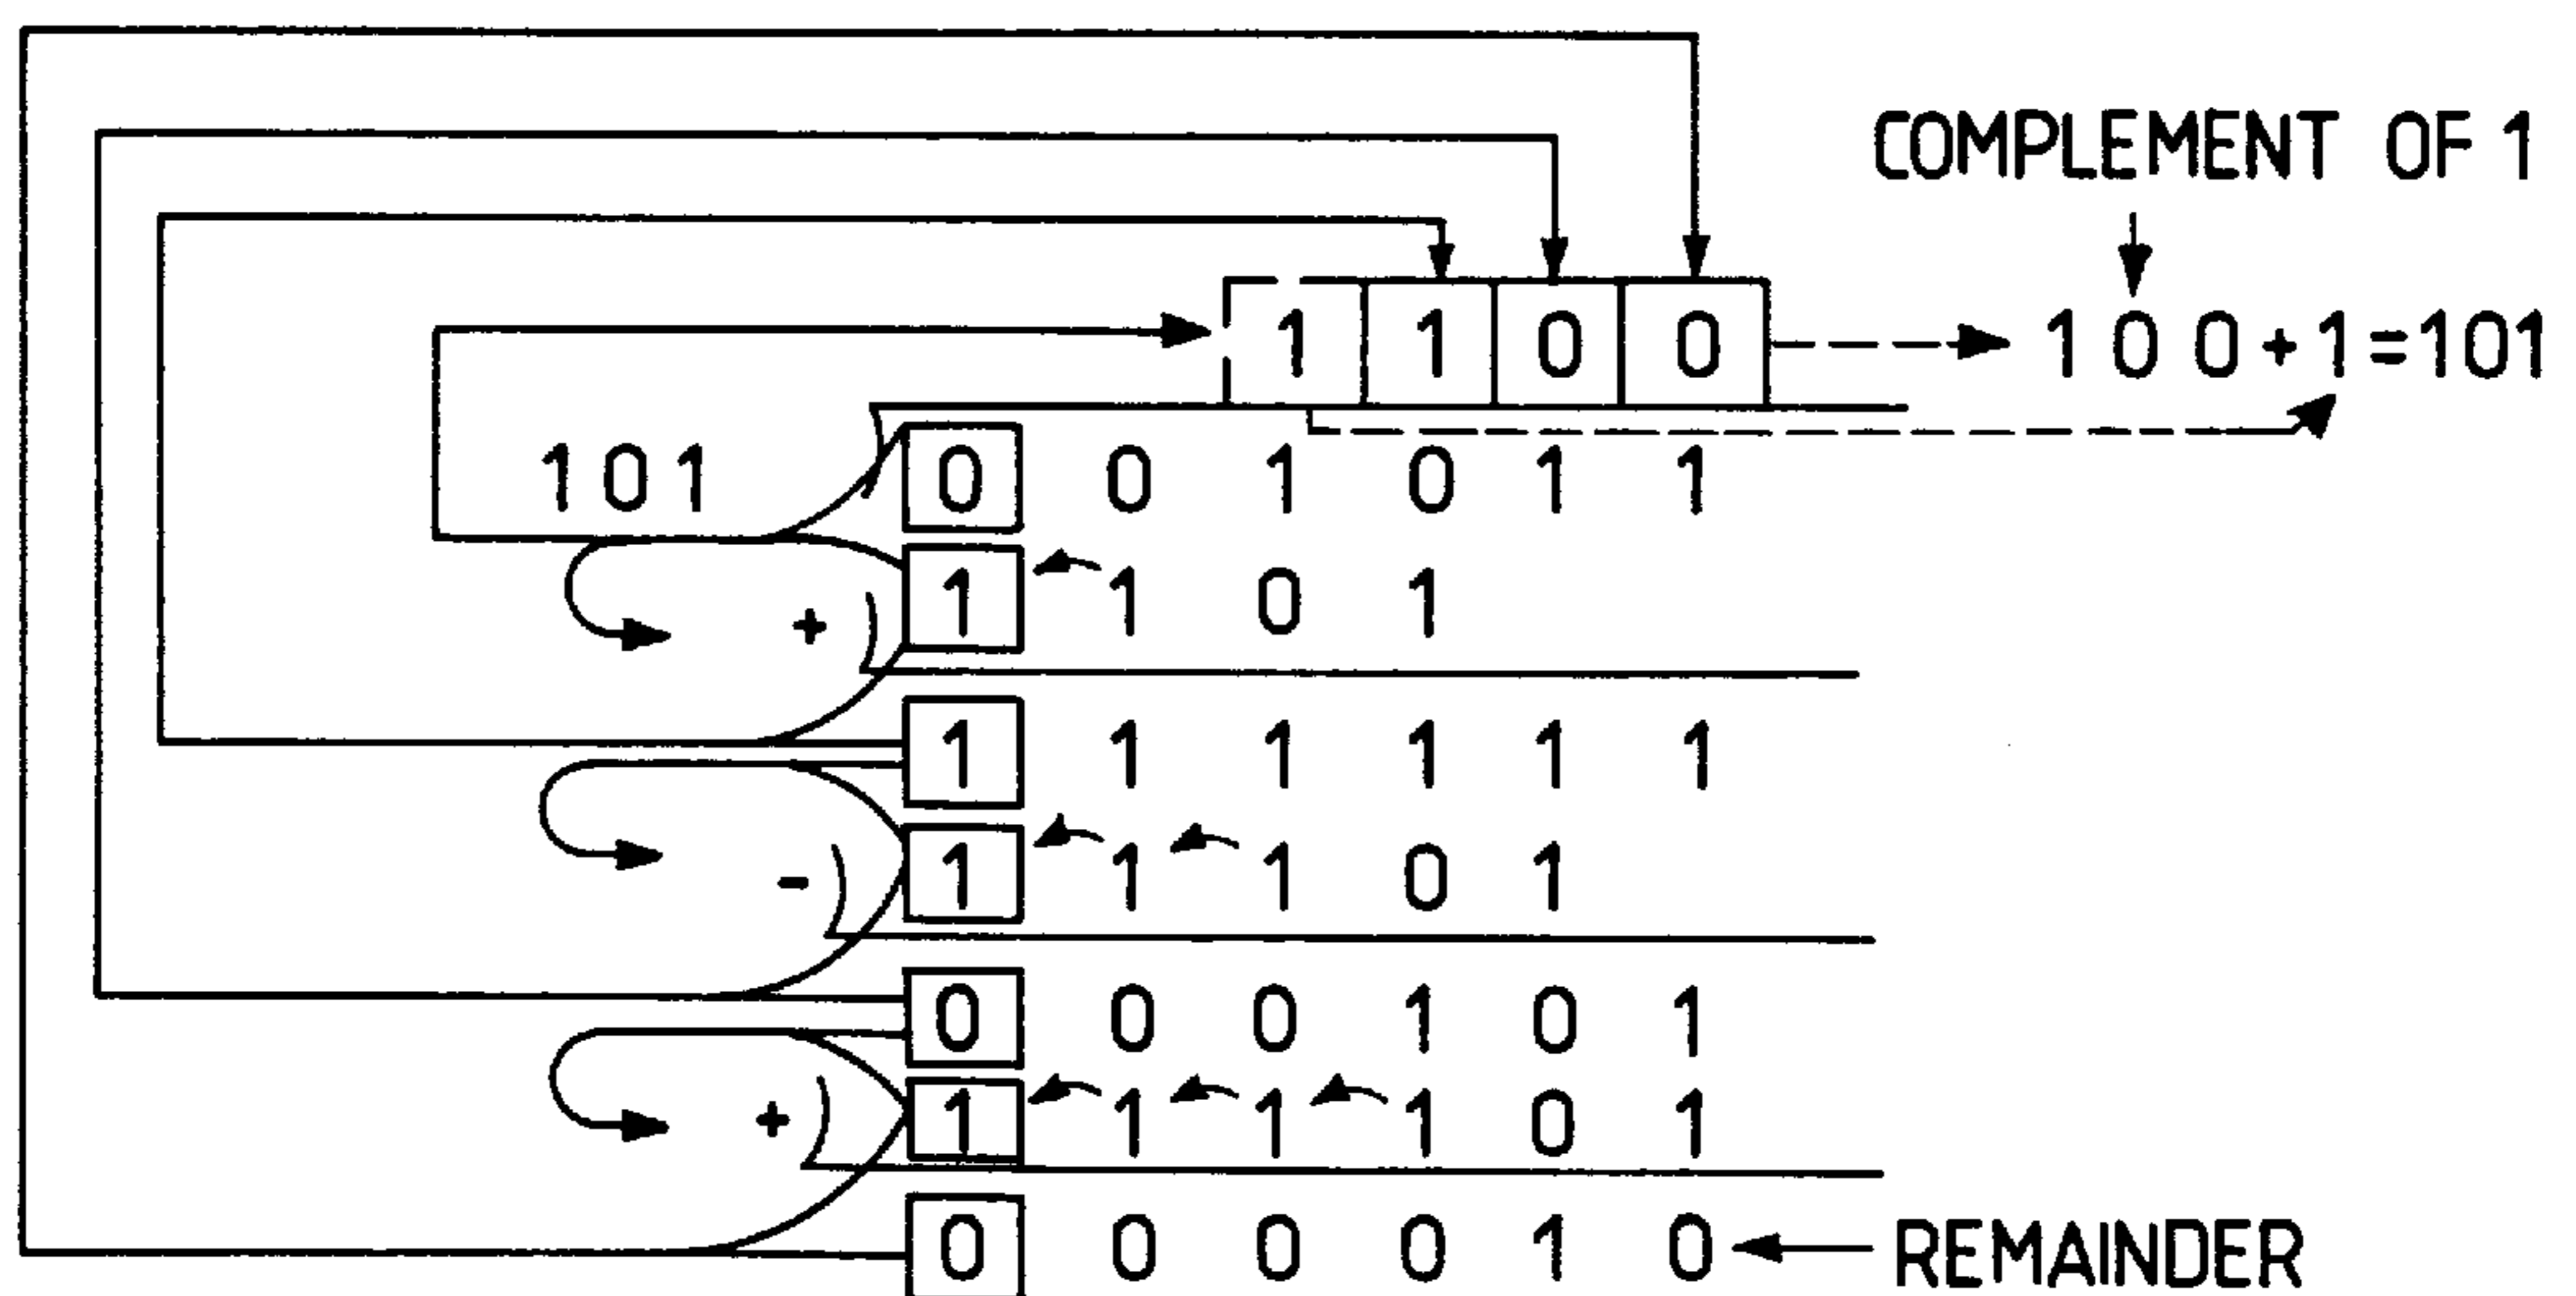 COMPLEMENT OF 1
1 1 0 0 1 0 0 + 1 = 101
101 0 0 1 0 1 1
+ 1 1 0 1
1 1 1 1 1 1
- 1 1 1 0 1
0 0 0 1 0 1
+ 1 1 1 1 0 1
0 0 0 0 1 0 REMAINDER